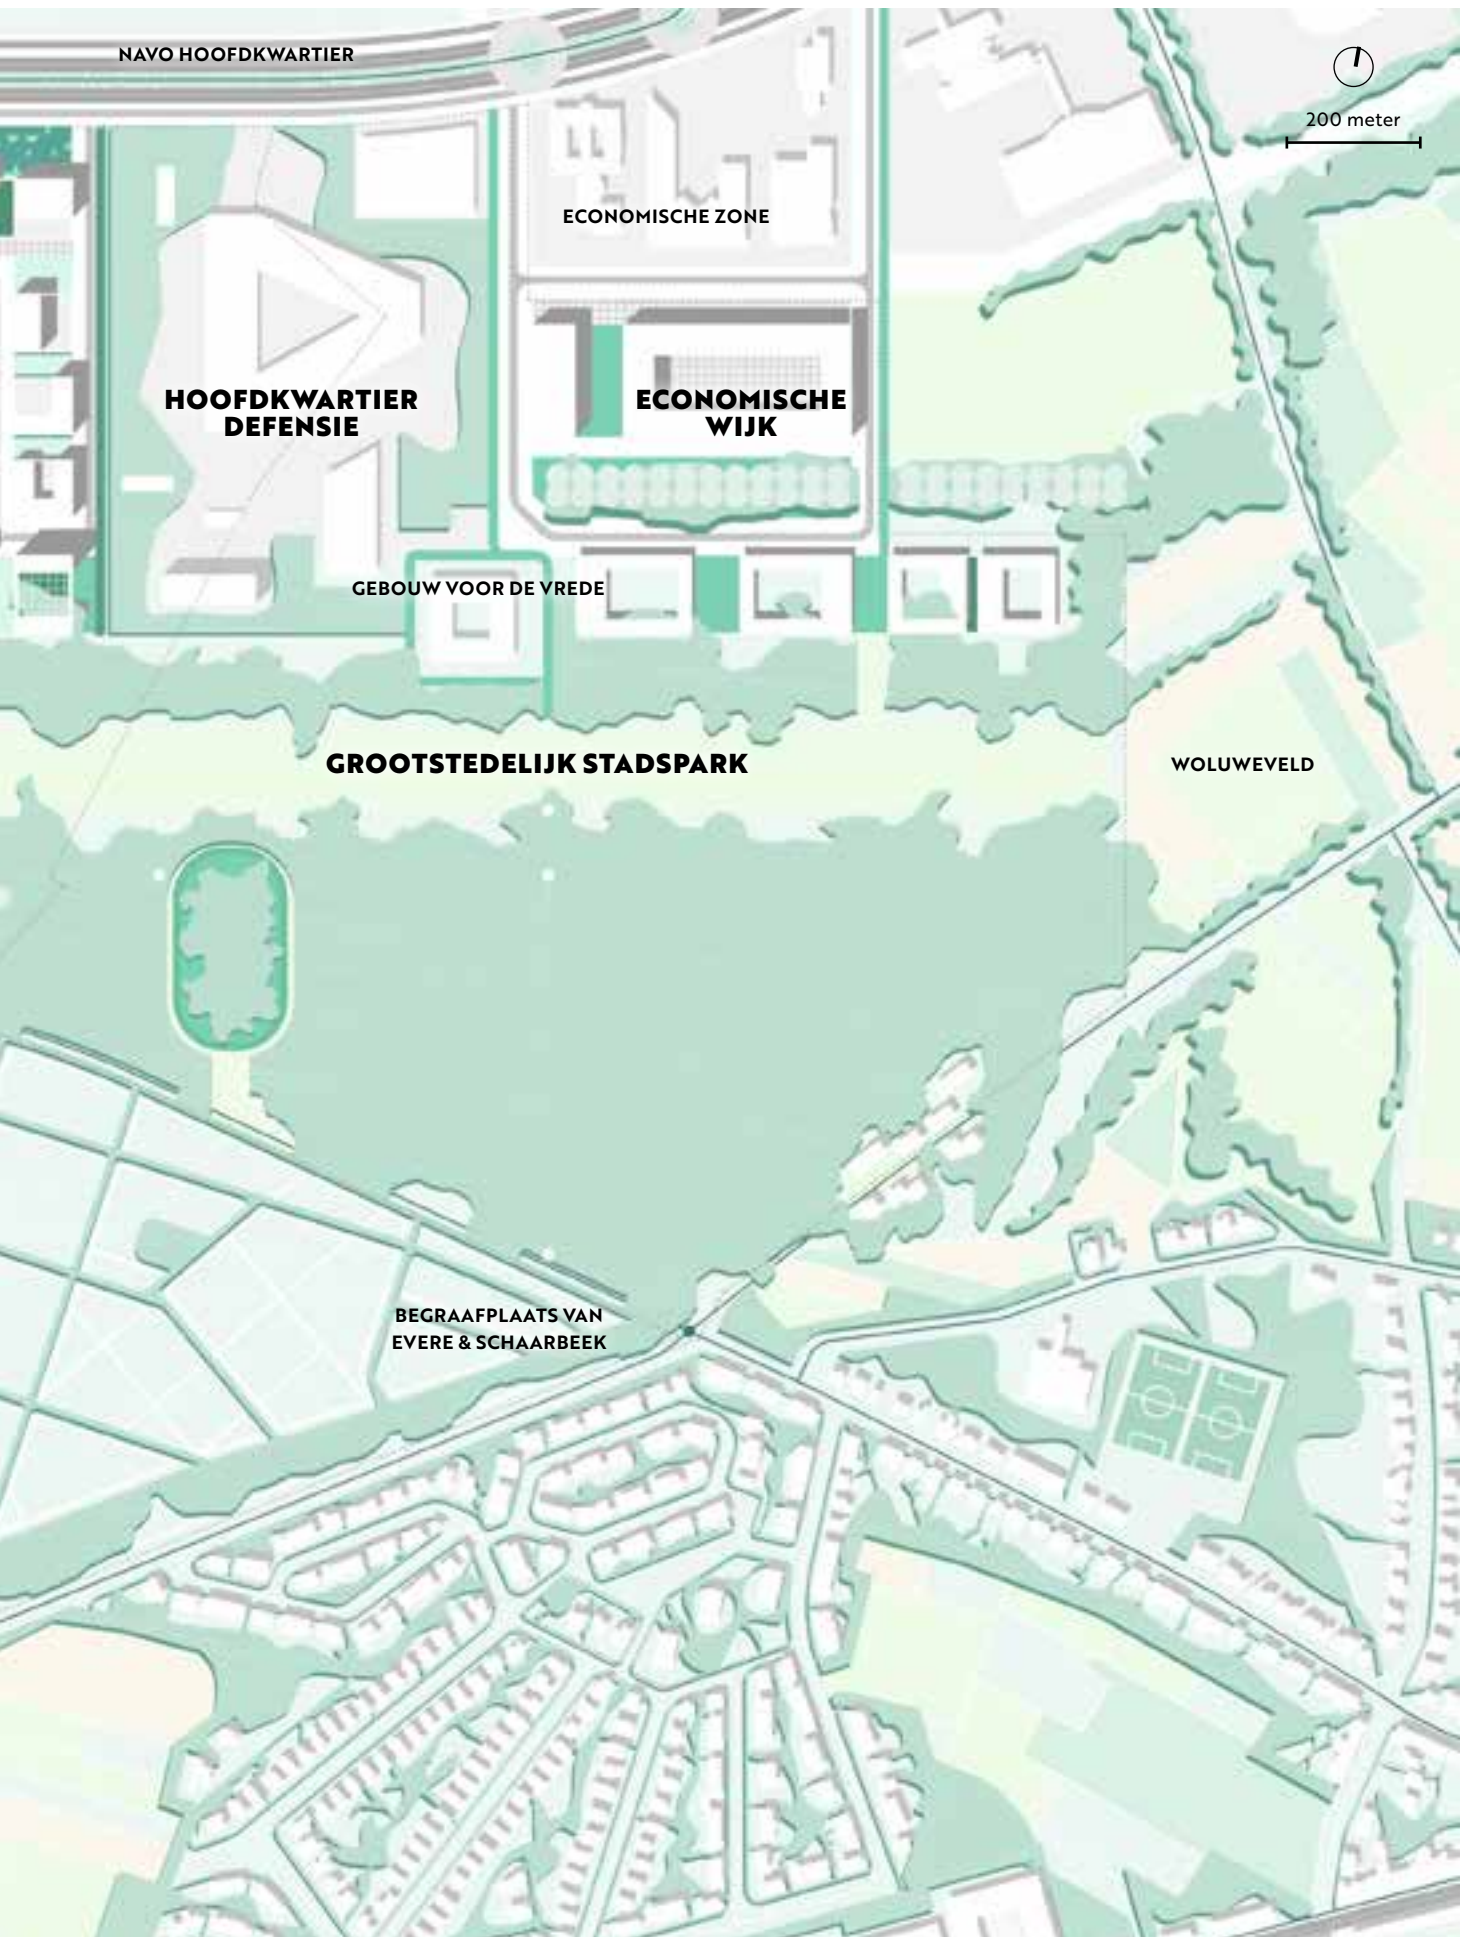 NAVO HOOFDKWARTIER
200 meter
ECONOMISCHE ZONE
HOOFDKWARTIER
DEFENSIE
ECONOMISCHE
WIJK
GEBOUW VOOR DE VREDE
GROOTSTEDELIJK STADSPARK
WOLUWEVELD
BEGRAAFPLAATS VAN
EVERE & SCHAARBEEK